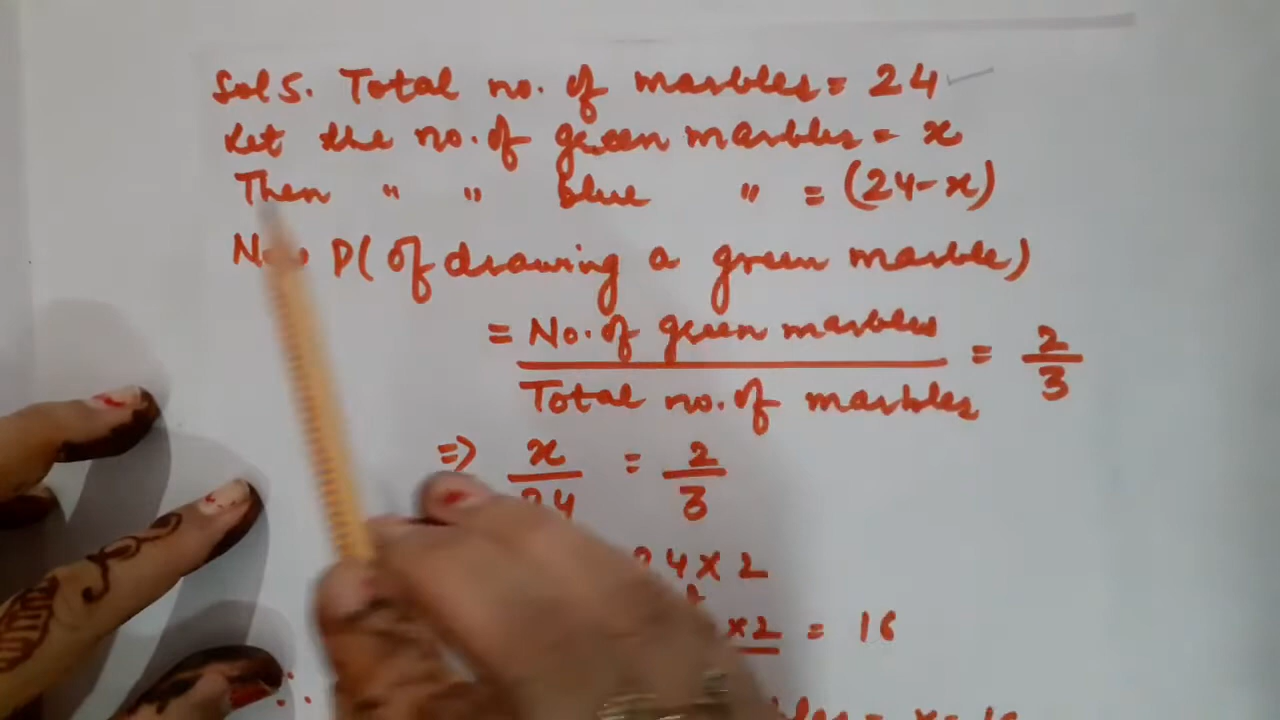 Sol 5. Total no. of marbles = 24
Let the no. of green marbles = x
Then " " blue " = (24-x)
Now P( of drawing a green marble)
= No. of green marbles / Total no. of marbles = 2/3
=> x/24 = 2/3
24 x 2
x2 = 16